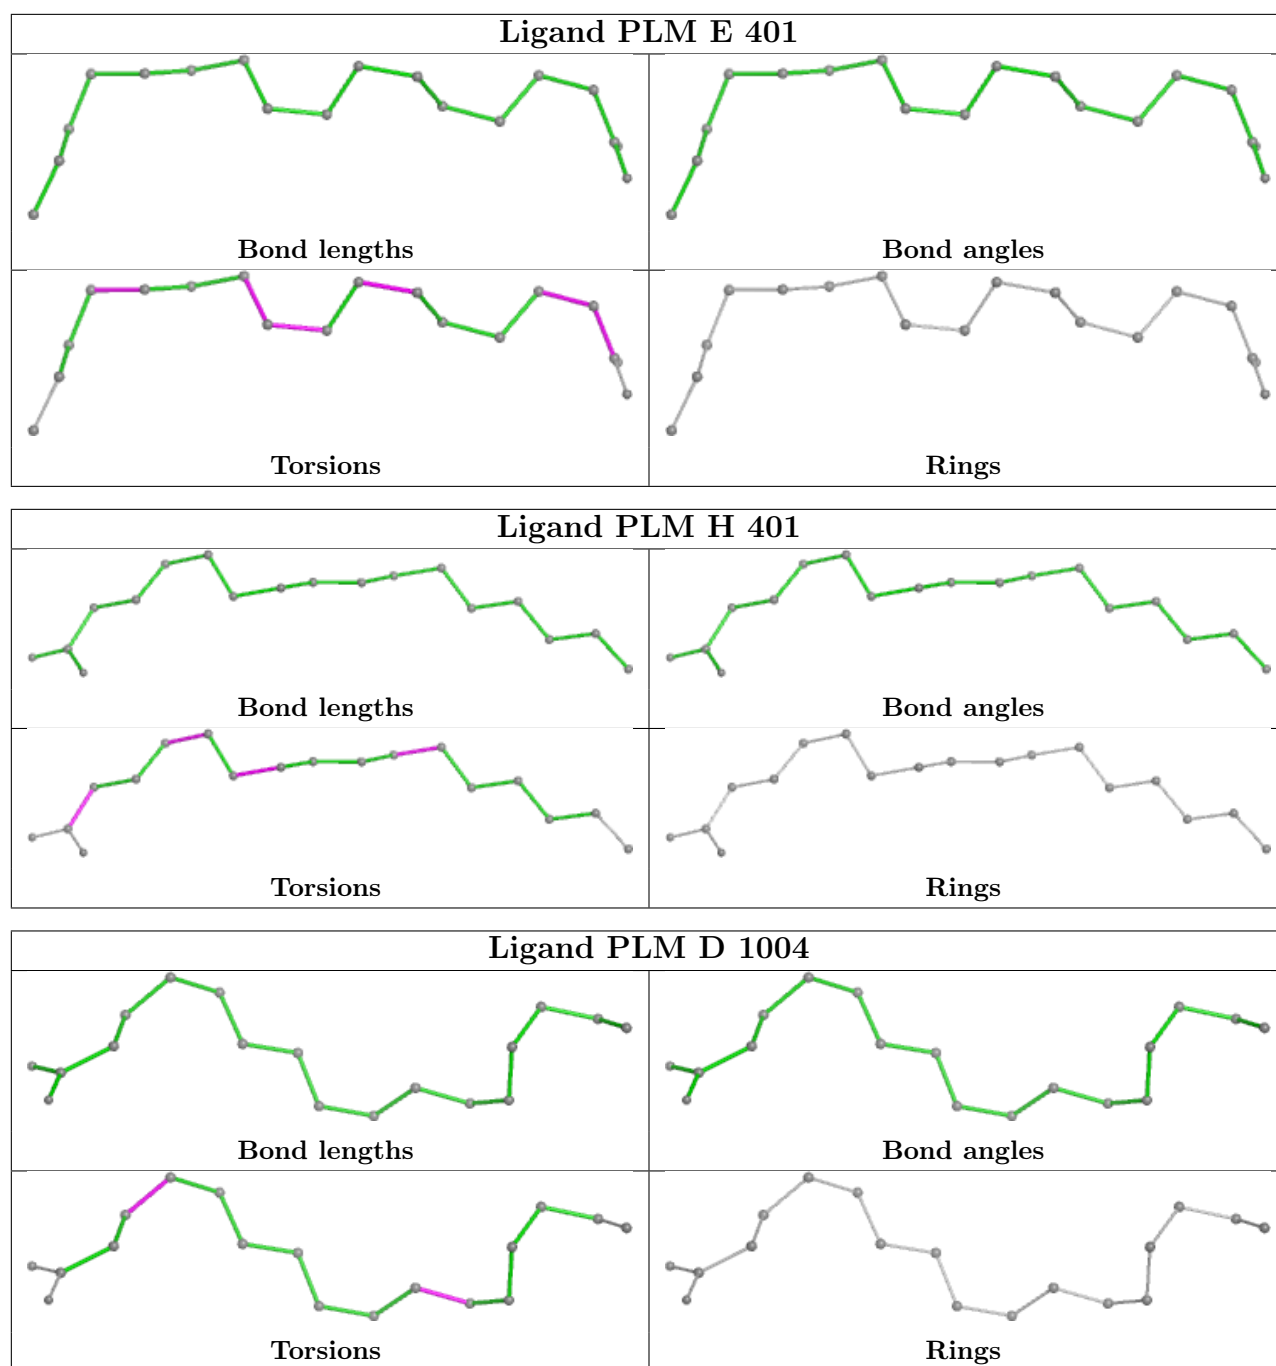 Ligand PLM E 401
Bond lengths
Bond angles
Torsions
Rings
Ligand PLM H 401
Bond lengths
Bond angles
Torsions
Rings
Ligand PLM D 1004
Bond lengths
Bond angles
Torsions
Rings